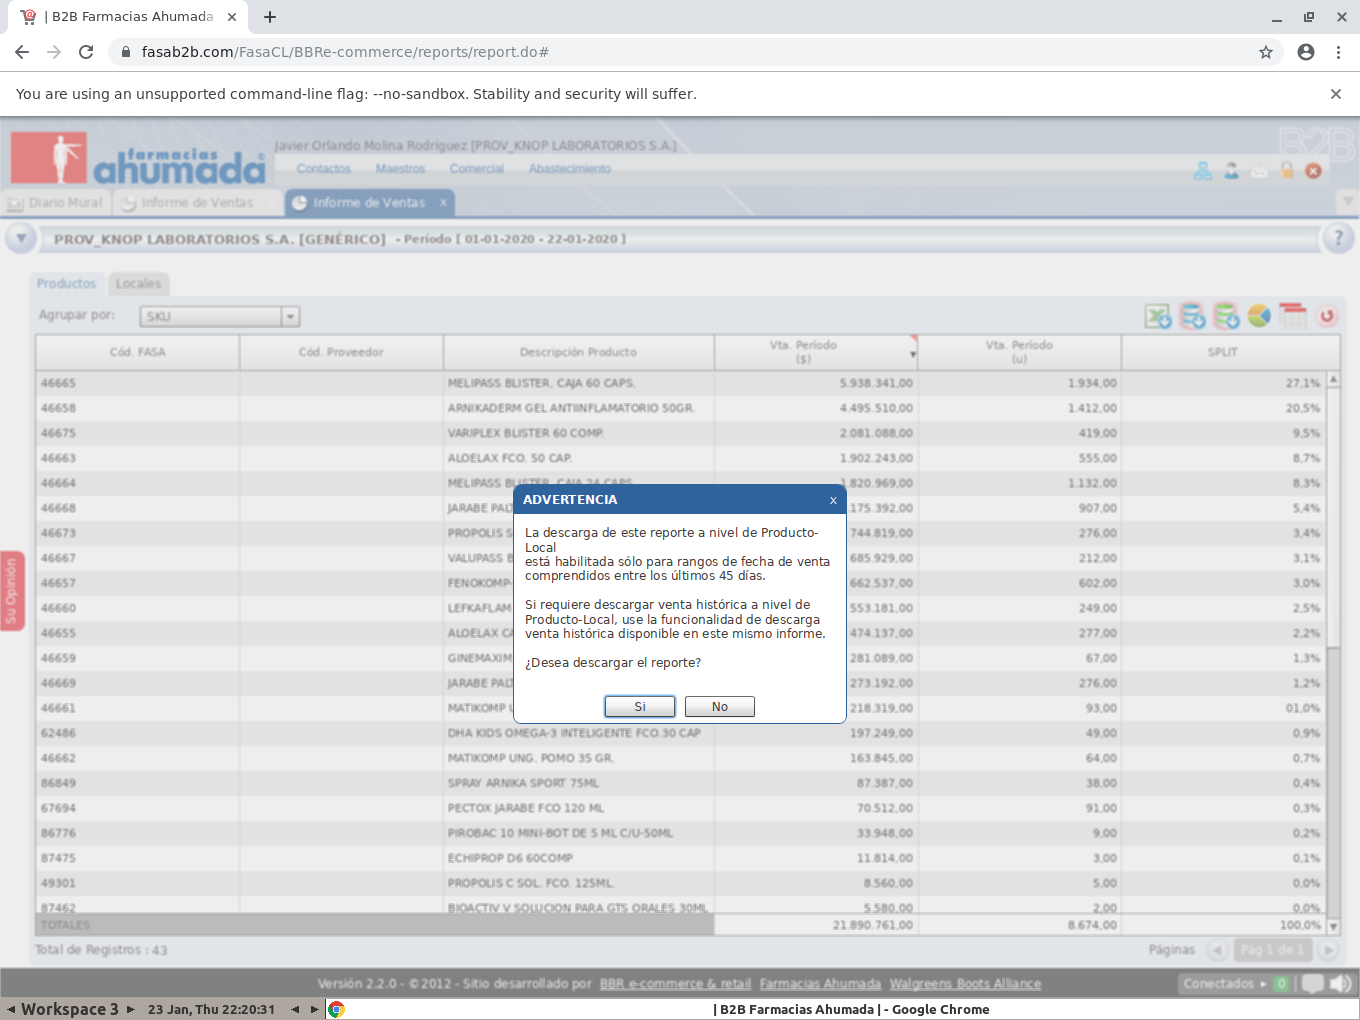 | B2B Farmacias Ahumada
fasab2b.com/FasaCL/BBRe-commerce/reports/report.do#
You are using an unsupported command-line flag: --no-sandbox. Stability and security will suffer.
farmacias
ahumada
Javier Orlando Molina Rodriguez [PROV_KNOP LABORATORIOS S.A.]
B2B
Contactos Maestros Comercial Abastecimiento
Diario Mural Informe de Ventas Informe de Ventas x
PROV_KNOP LABORATORIOS S.A. [GENÉRICO] - Período [ 01-01-2020 - 22-01-2020 ]
?
Productos Locales
Agrupar por: SKU
Cód. FASA Cód. Proveedor Descripción Producto Vta. Período ($) Vta. Período (u) SPLIT
46665 MELIPASS BLISTER, CAJA 60 CAPS. 5.938.341,00 1.934,00 27,1%
46658 ARNIKADERM GEL ANTIINFLAMATORIO 50GR. 4.495.510,00 1.412,00 20,5%
46675 VARIPLEX BLISTER 60 COMP. 2.081.088,00 419,00 9,5%
46663 ALOELAX FCO. 50 CAP. 1.902.243,00 555,00 8,7%
46664 MELIPASS BLISTER, CAJA 24 CAPS. 1.820.969,00 1.132,00 8,3%
46668 JARABE PAL .175.392,00 907,00 5,4%
46673 PROPOLIS S 744.819,00 276,00 3,4%
46667 VALUPASS B 685.929,00 212,00 3,1%
46657 FENOKOMP- 662.537,00 602,00 3,0%
46660 LEFKAFLAM 553.181,00 249,00 2,5%
46655 ALOELAX CA 474.137,00 277,00 2,2%
46659 GINEMAXIM 281.089,00 67,00 1,3%
46669 JARABE PAL 273.192,00 276,00 1,2%
46661 MATIKOMP 218.319,00 93,00 01,0%
62486 DHA KIDS OMEGA-3 INTELIGENTE FCO.30 CAP 197.249,00 49,00 0,9%
46662 MATIKOMP UNG. POMO 35 GR. 163.845,00 64,00 0,7%
86849 SPRAY ARNIKA SPORT 75ML 87.387,00 38,00 0,4%
67694 PECTOX JARABE FCO 120 ML 70.512,00 91,00 0,3%
86776 PIROBAC 10 MINI-BOT DE 5 ML C/U-50ML 33.948,00 9,00 0,2%
87475 ECHIPROP D6 60COMP 11.814,00 3,00 0,1%
49301 PROPOLIS C SOL. FCO. 125ML. 8.560,00 5,00 0,0%
87462 BIOACTIV V SOLUCION PARA GTS ORALES 30ML 5.580,00 2,00 0,0%
TOTALES 21.890.761,00 8.674,00 100,0%
Total de Registros : 43 Páginas Pág 1 de 1
Su Opinión
ADVERTENCIA x
La descarga de este reporte a nivel de Producto-
Local
está habilitada sólo para rangos de fecha de venta
comprendidos entre los últimos 45 días.
Si requiere descargar venta histórica a nivel de
Producto-Local, use la funcionalidad de descarga
venta histórica disponible en este mismo informe.
¿Desea descargar el reporte?
Si No
Versión 2.2.0 - ©2012 - Sitio desarrollado por BBR e-commerce & retail Farmacias Ahumada Walgreens Boots Alliance
Conectados 0
Workspace 3 23 Jan, Thu 22:20:31 | B2B Farmacias Ahumada | - Google Chrome